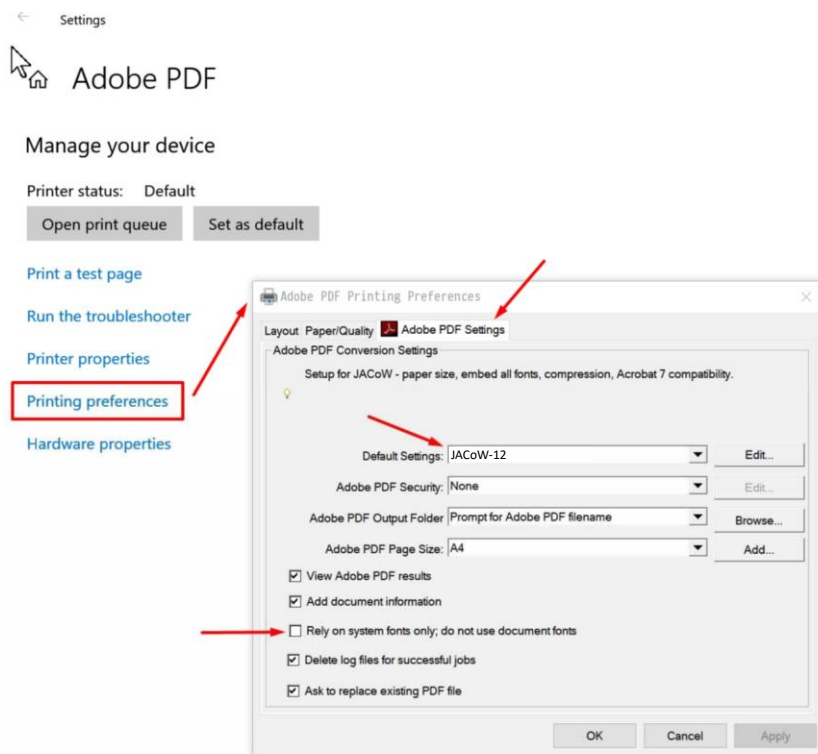 Settings
Adobe PDF
Manage your device
Printer status: Default
Open print queue Set as default
Print a test page
Run the troubleshooter
Printer properties
Printing preferences
Hardware properties
Adobe PDF Printing Preferences
Layout Paper/Quality Adobe PDF Settings
Adobe PDF Conversion Settings
Setup for JACoW - paper size, embed all fonts, compression, Acrobat 7 compatibility.
Default Settings: JACoW-12 Edit...
Adobe PDF Security: None Edit...
Adobe PDF Output Folder Prompt for Adobe PDF filename Browse...
Adobe PDF Page Size: A4 Add...
View Adobe PDF results
Add document information
Rely on system fonts only; do not use document fonts
Delete log files for successful jobs
Ask to replace existing PDF file
OK Cancel Apply